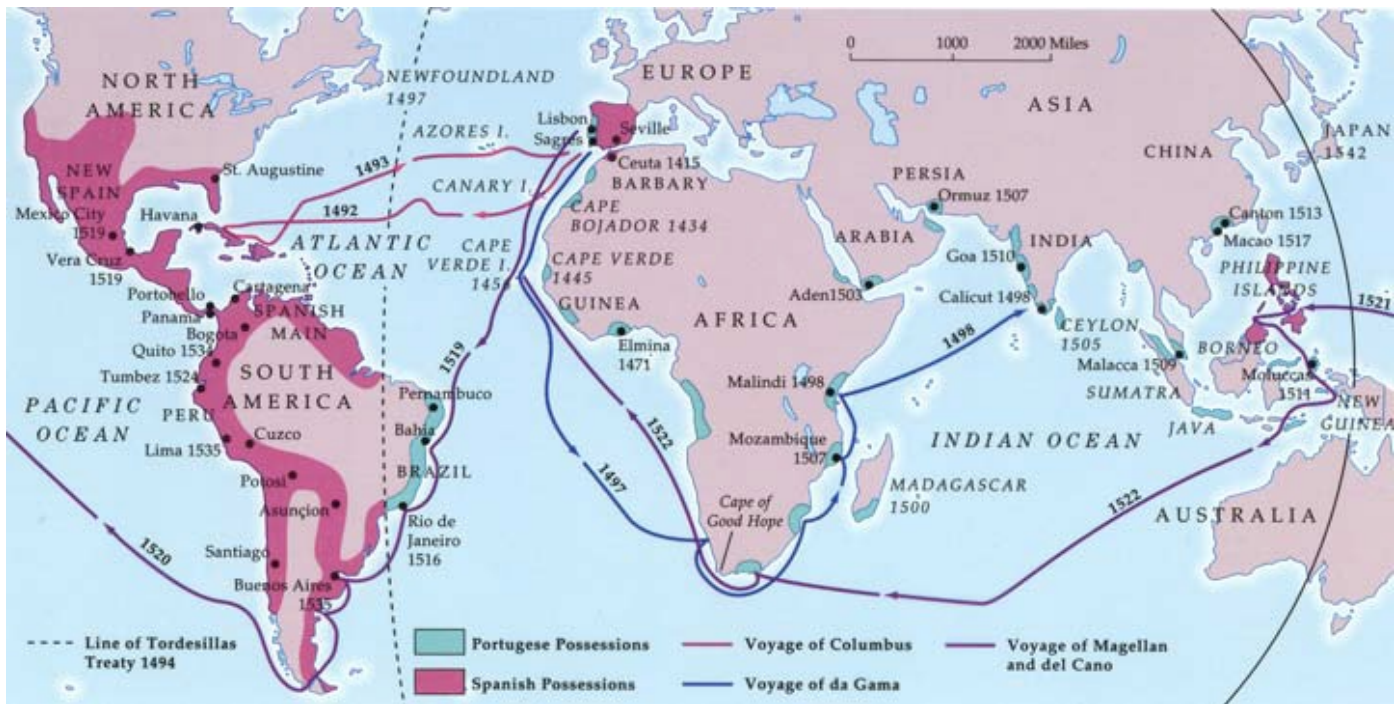 NORTH
AMERICA
NEWFOUNDLAND
1497
EUROPE
0 1000 2000 Miles
ASIA
AZORES I.
Lisbon
Sagres
Seville
Ceuta 1415
BARBARY
JAPAN
1542
CHINA
NEW
SPAIN
St. Augustine
1493
CANARY I.
PERSIA
Ormuz 1507
Mexico City
1519
Havana
1492
CAPE
BOJADOR 1434
Canton 1513
Macao 1517
Vera Cruz
1519
ATLANTIC
OCEAN
CAPE
VERDE I.
1456
CAPE VERDE
1445
ARABIA
INDIA
Goa 1510
PHILIPPINE
ISLANDS
Portobello
Panama
Cartagena
SPANISH
MAIN
GUINEA
Aden1503
Calicut 1498
1521
Bogota
Quito 1534
Elmina
1471
AFRICA
CEYLON
1505
1498
Malacca 1509
BORNEO
Tumbez 1524
SOUTH
AMERICA
1519
Malindi 1498
SUMATRA
Moluccas
1511
PACIFIC
OCEAN
PERU
Pernambuco
NEW
GUINEA
Lima 1535
Cuzco
Bahia
1522
Mozambique
1507
INDIAN OCEAN
JAVA
BRAZIL
Potosi
1497
MADAGASCAR
1500
1522
Asunçion
Rio de
Janeiro
1516
Cape of
Good Hope
AUSTRALIA
1520
Santiago
Buenos Aires
1535
Line of Tordesillas
Treaty 1494
Portugese Possessions
Spanish Possessions
Voyage of Columbus
Voyage of da Gama
Voyage of Magellan
and del Cano